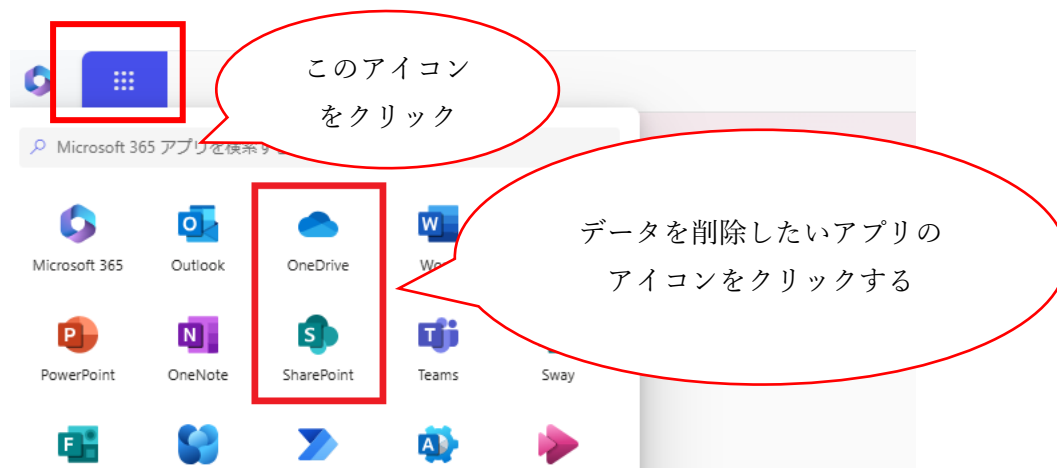 このアイコン
をクリック
Microsoft 365 アプリを検索す
データを削除したいアプリの
アイコンをクリックする
Microsoft 365
Outlook
OneDrive
PowerPoint
OneNote
SharePoint
Teams
Sway